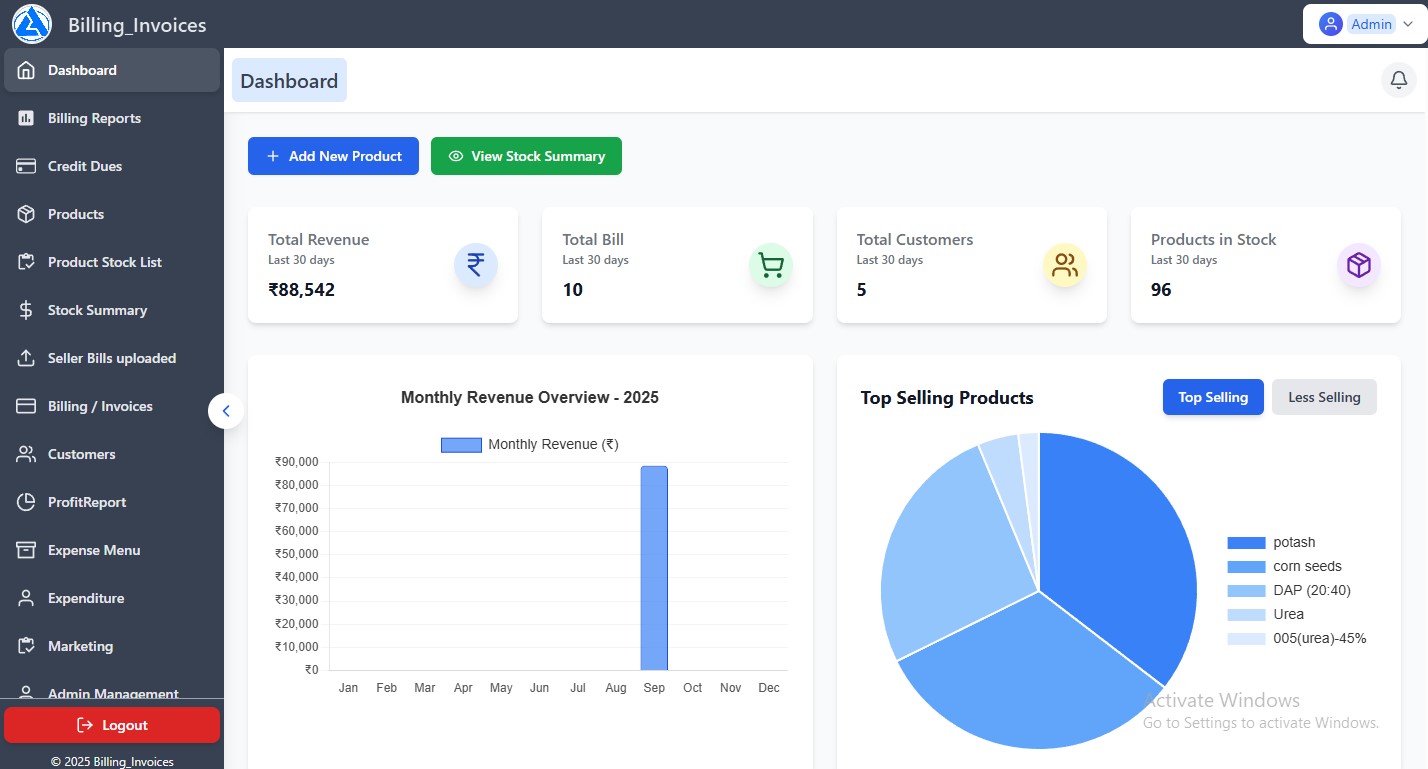 Billing_Invoices
Admin
Dashboard
Billing Reports
Credit Dues
Products
Product Stock List
Stock Summary
Seller Bills uploaded
Billing / Invoices
Customers
ProfitReport
Expense Menu
Expenditure
Marketing
Admin Management
Logout
© 2025 Billing_Invoices
Dashboard
Add New Product
View Stock Summary
Total Revenue
Last 30 days
₹88,542
Total Bill
Last 30 days
10
Total Customers
Last 30 days
5
Products in Stock
Last 30 days
96
Monthly Revenue Overview - 2025
Monthly Revenue (₹)
₹90,000
₹80,000
₹70,000
₹60,000
₹50,000
₹40,000
₹30,000
₹20,000
₹10,000
₹0
Jan Feb Mar Apr May Jun Jul Aug Sep Oct Nov Dec
Top Selling Products
Top Selling
Less Selling
potash
corn seeds
DAP (20:40)
Urea
005(urea)-45%
Activate Windows
Go to Settings to activate Windows.